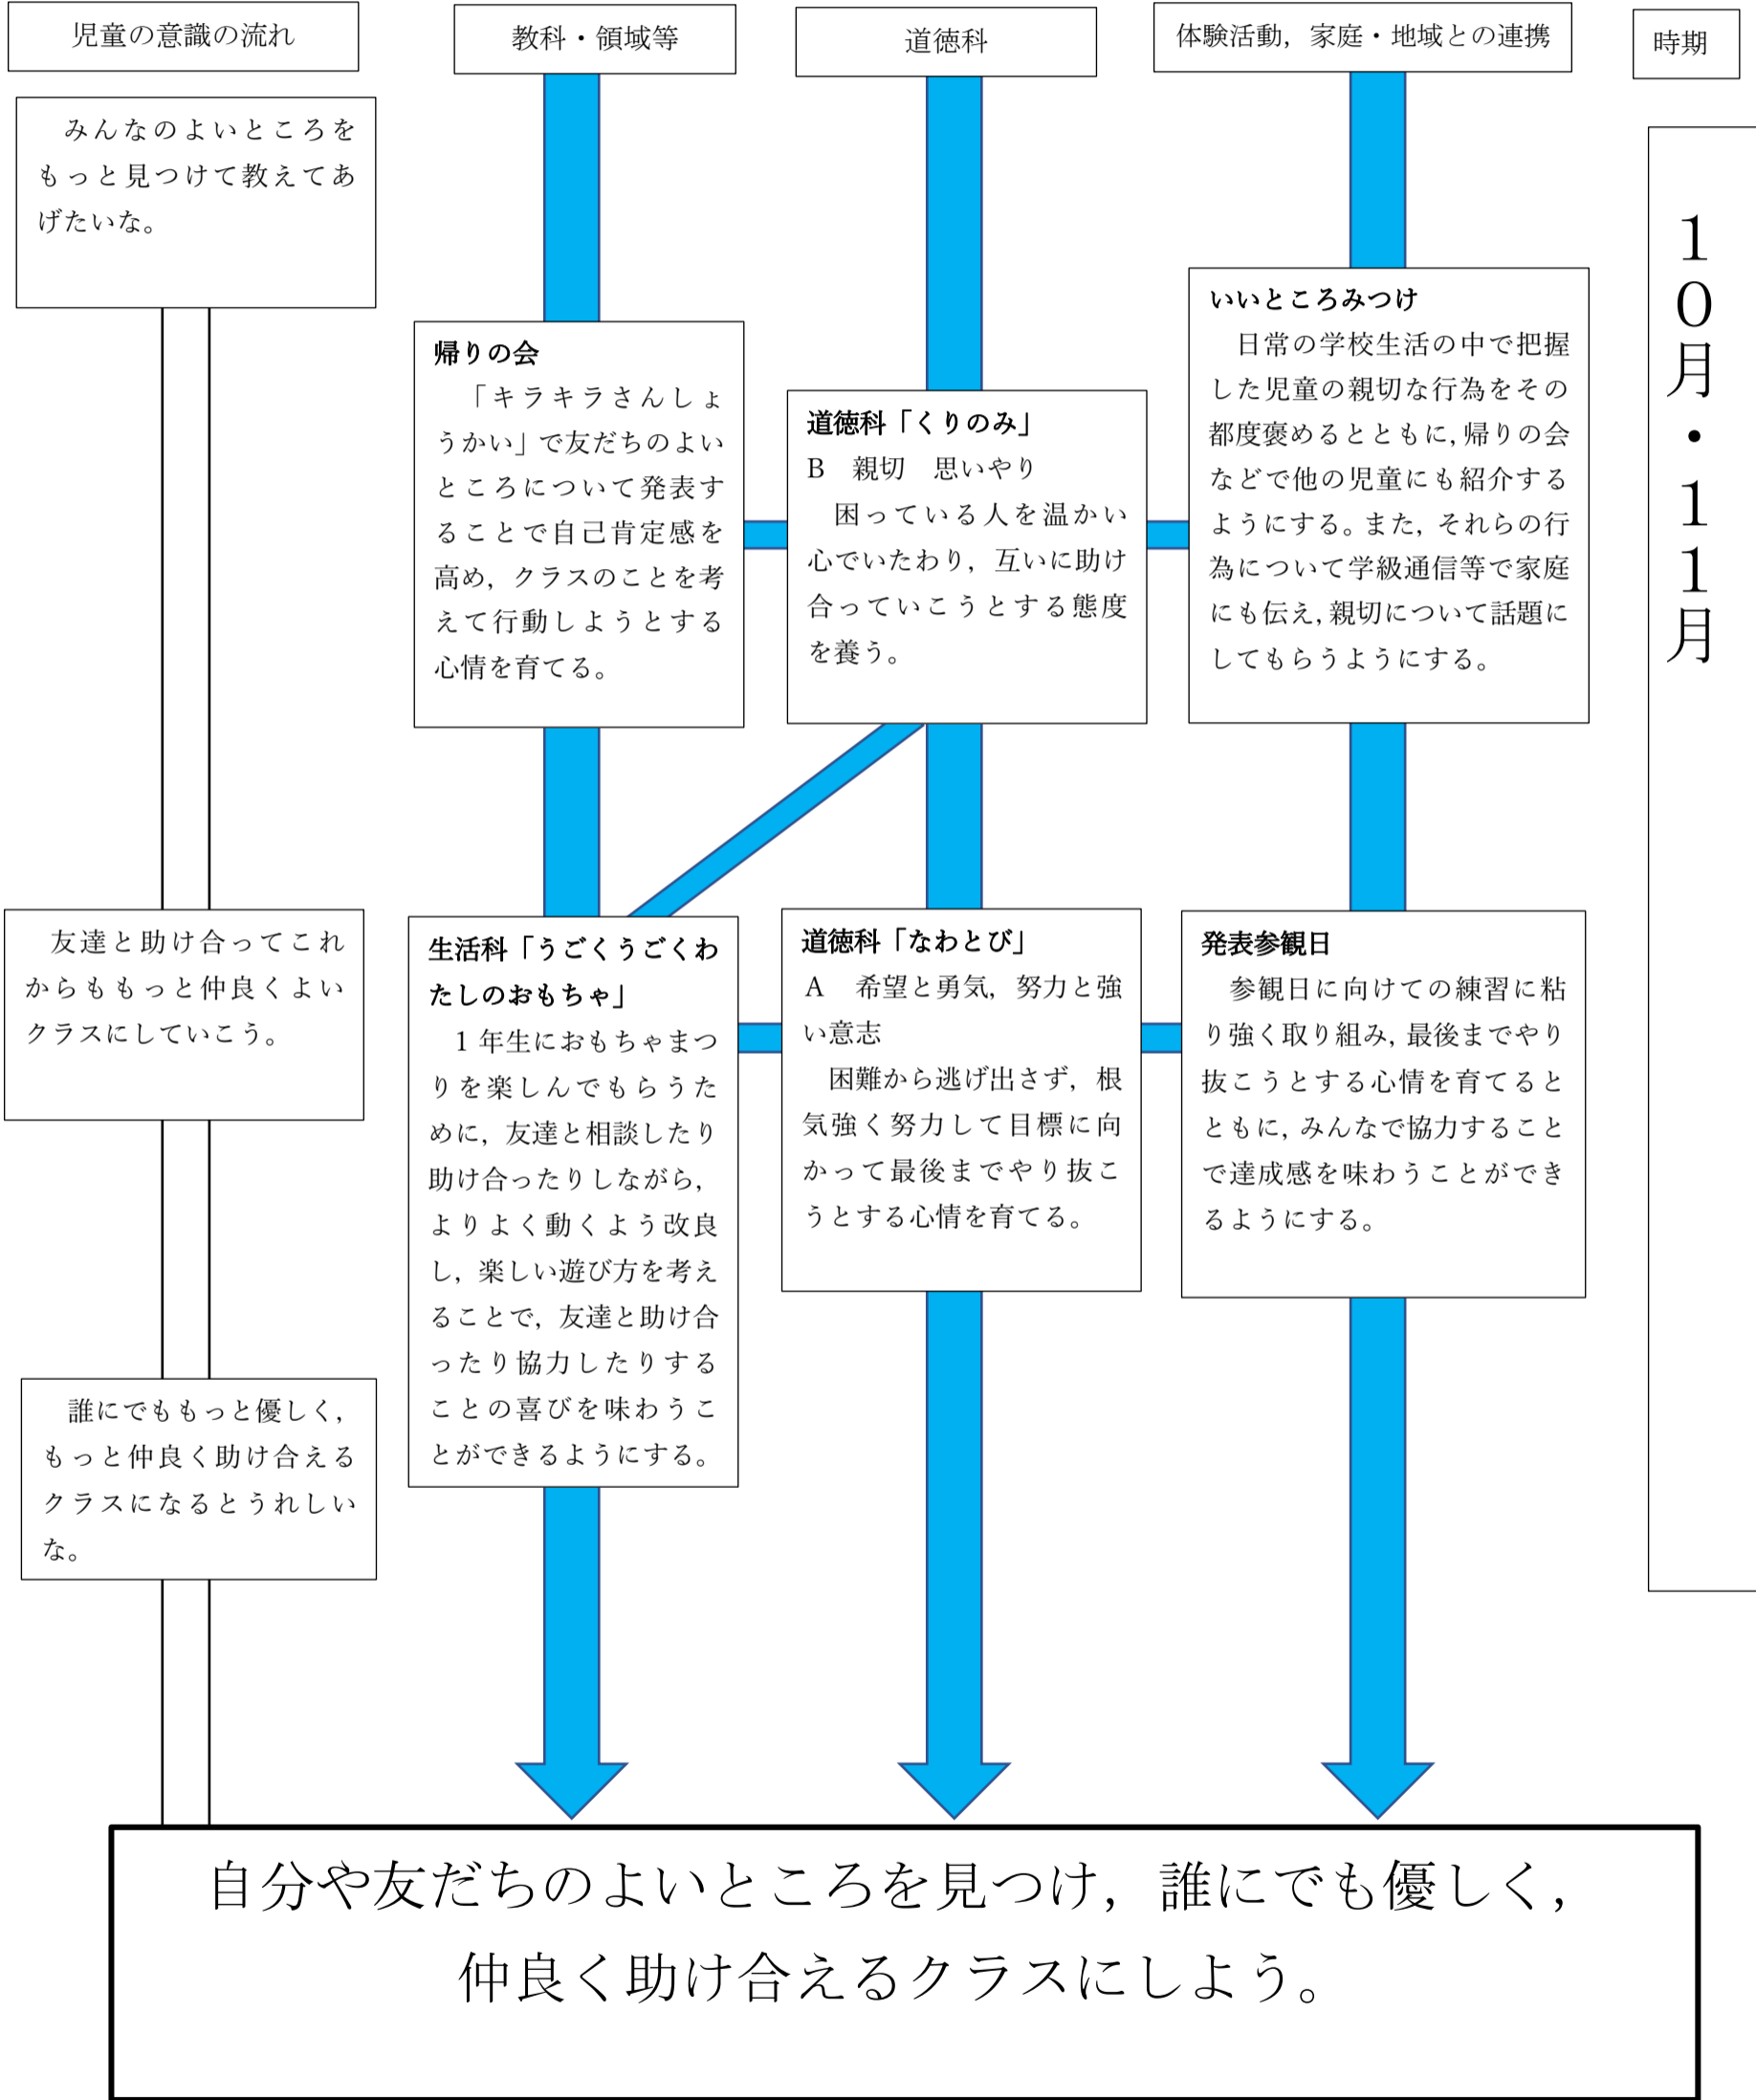 児童の意識の流れ
教科・領域等
道徳科
体験活動，家庭・地域との連携
時期
みんなのよいところを
もっと見つけて教えてあ
げたいな。
友達と助け合ってこれ
からももっと仲良くよい
クラスにしていこう。
誰にでももっと優しく，
もっと仲良く助け合える
クラスになるとうれしい
な。
帰りの会
「キラキラさんしょ
うかい」で友だちのよい
ところについて発表す
ることで自己肯定感を
高め，クラスのことを考
えて行動しようとする
心情を育てる。
生活科「うごくうごくわ
たしのおもちゃ」
1 年生におもちゃまつ
りを楽しんでもらうた
めに，友達と相談したり
助け合ったりしながら，
よりよく動くよう改良
し，楽しい遊び方を考え
ることで，友達と助け合
ったり協力したりする
ことの喜びを味わうこ
とができるようにする。
道徳科「くりのみ」
B　親切　思いやり
困っている人を温かい
心でいたわり，互いに助け
合っていこうとする態度
を養う。
道徳科「なわとび」
A　希望と勇気，努力と強
い意志
困難から逃げ出さず，根
気強く努力して目標に向
かって最後までやり抜こ
うとする心情を育てる。
いいところみつけ
日常の学校生活の中で把握
した児童の親切な行為をその
都度褒めるとともに，帰りの会
などで他の児童にも紹介する
ようにする。また，それらの行
為について学級通信等で家庭
にも伝え，親切について話題に
してもらうようにする。
発表参観日
参観日に向けての練習に粘
り強く取り組み，最後までやり
抜こうとする心情を育てると
ともに，みんなで協力すること
で達成感を味わうことができ
るようにする。
１０月・１１月
自分や友だちのよいところを見つけ，誰にでも優しく，
仲良く助け合えるクラスにしよう。